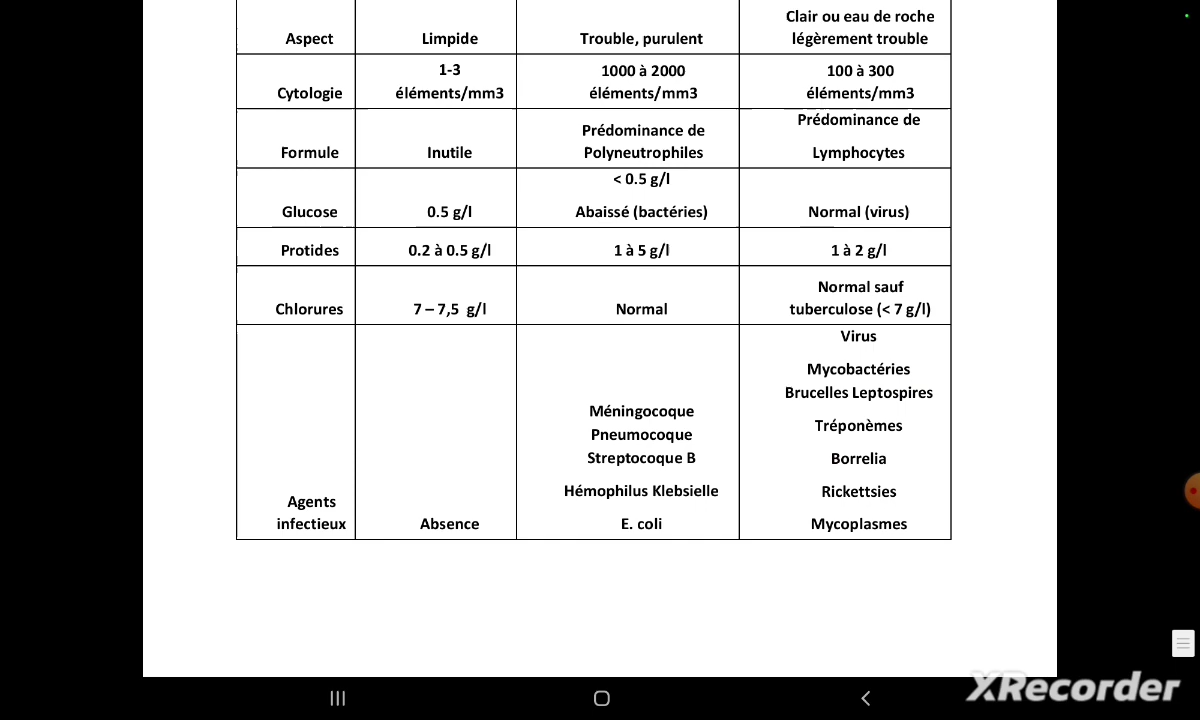 Clair ou eau de roche
Aspect Limpide Trouble, purulent légèrement trouble
1-3 1000 à 2000 100 à 300
Cytologie éléments/mm3 éléments/mm3 éléments/mm3
Prédominance de
Prédominance de
Formule Inutile Polyneutrophiles Lymphocytes
< 0.5 g/l
Glucose 0.5 g/l Abaissé (bactéries) Normal (virus)
Protides 0.2 à 0.5 g/l 1 à 5 g/l 1 à 2 g/l
Normal sauf
Chlorures 7 – 7,5 g/l Normal tuberculose (< 7 g/l)
Virus
Mycobactéries
Brucelles Leptospires
Méningocoque
Tréponèmes
Pneumocoque
Streptocoque B Borrelia
Hémophilus Klebsielle Rickettsies
Agents
infectieux Absence E. coli Mycoplasmes
XRecorder